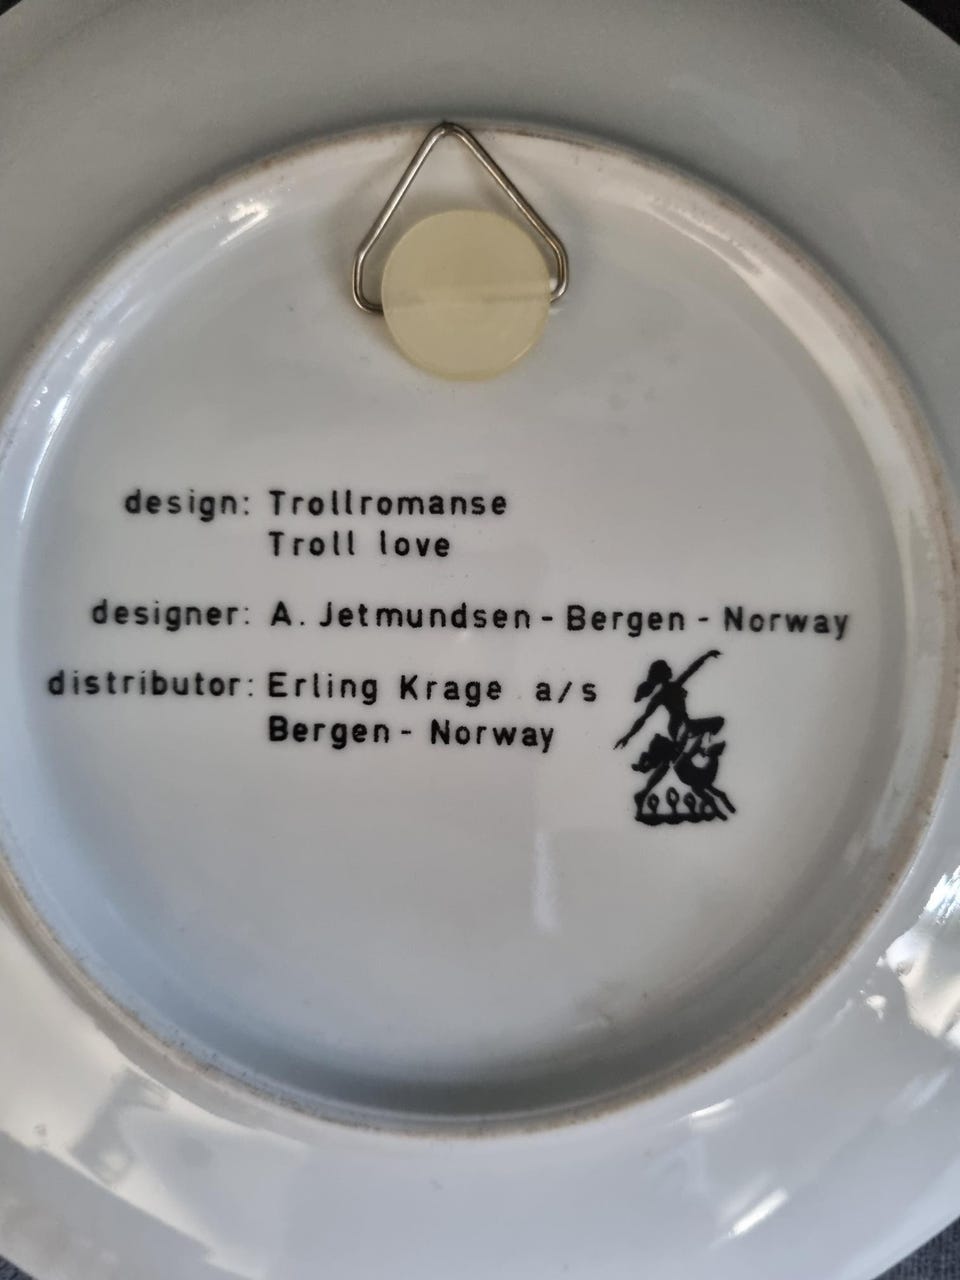 design: Trollromanse
Troll love
designer: A. Jetmundsen - Bergen - Norway
distributor: Erling Krage a/s
Bergen - Norway